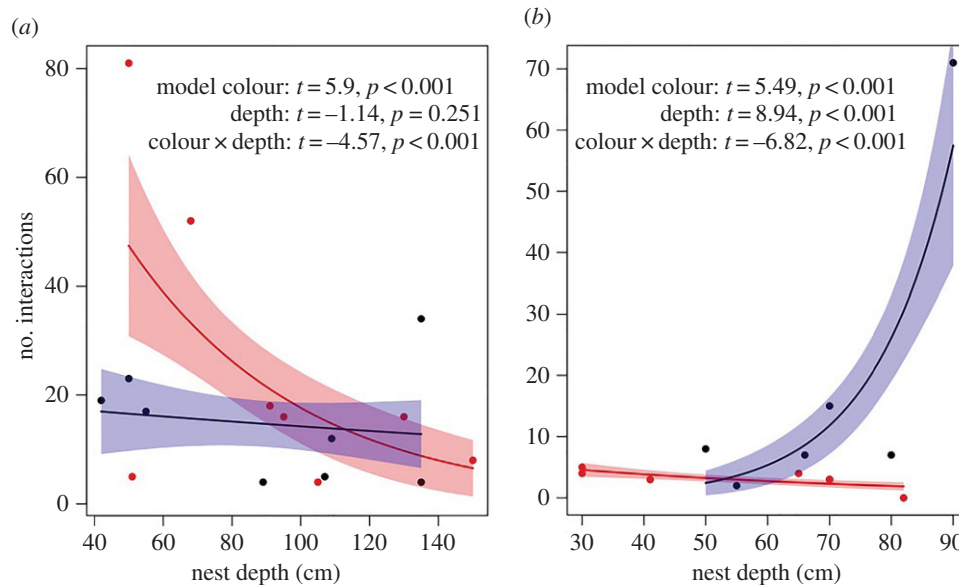 (a)
(b)
model colour: t = 5.9, p < 0.001
depth: t = –1.14, p = 0.251
colour × depth: t = –4.57, p < 0.001
model colour: t = 5.49, p < 0.001
depth: t = 8.94, p < 0.001
colour × depth: t = –6.82, p < 0.001
no. interactions
80
60
40
20
0
40 60 80 100 120 140
nest depth (cm)
70
60
50
40
30
20
10
0
30 40 50 60 70 80 90
nest depth (cm)